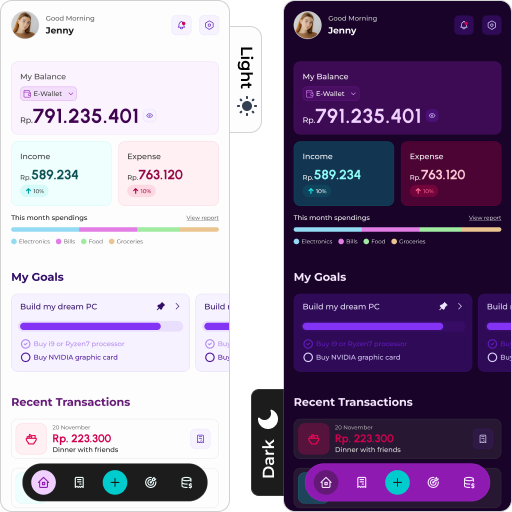 Good Morning
Jenny
My Balance
E-Wallet
Rp.791.235.401
Income
Rp.589.234
10%
Expense
Rp.763.120
10%
This month spendings
View report
Electronics
Bills
Food
Groceries
My Goals
Build my dream PC
Buy i9 or Ryzen7 processor
Buy NVIDIA graphic card
Build r
Buy
Buy
Recent Transactions
20 November
Rp. 223.300
Dinner with friends
Light
Dark
Good Morning
Jenny
My Balance
E-Wallet
Rp.791.235.401
Income
Rp.589.234
10%
Expense
Rp.763.120
10%
This month spendings
View report
Electronics
Bills
Food
Groceries
My Goals
Build my dream PC
Buy i9 or Ryzen7 processor
Buy NVIDIA graphic card
Build
Buy
Buy
Recent Transactions
20 November
Rp. 223.300
Dinner with friends